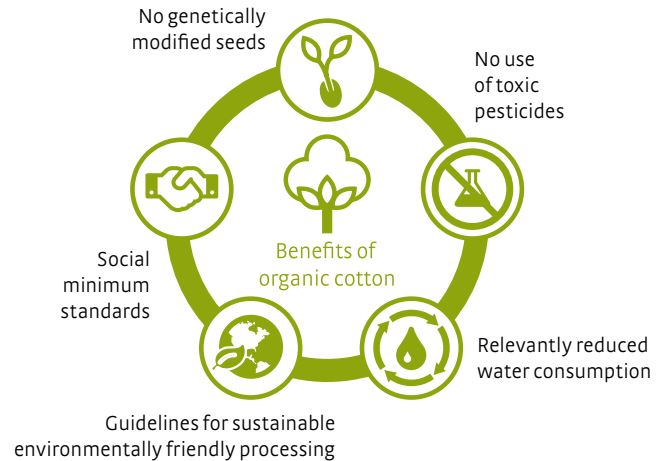 No genetically
modified seeds
No use
of toxic
pesticides
Benefits of
organic cotton
Social
minimum
standards
Relevantly reduced
water consumption
Guidelines for sustainable
environmentally friendly processing